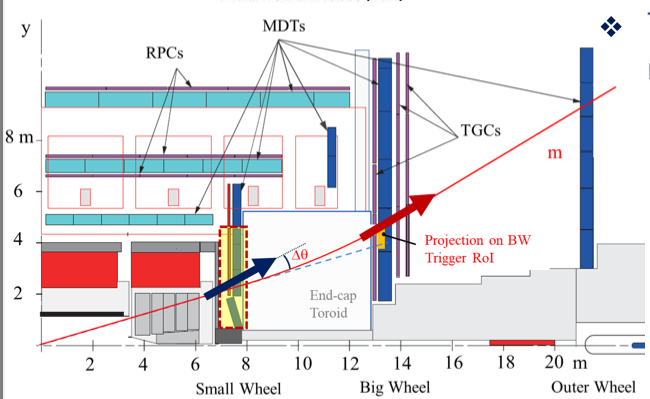 y
MDTs
RPCs
8 m
TGCs
m
6
4
Δθ
Projection on BW
Trigger RoI
2
End-cap
Toroid
2 4 6 8 10 12 14 16 18 20 m
Small Wheel Big Wheel Outer Wheel